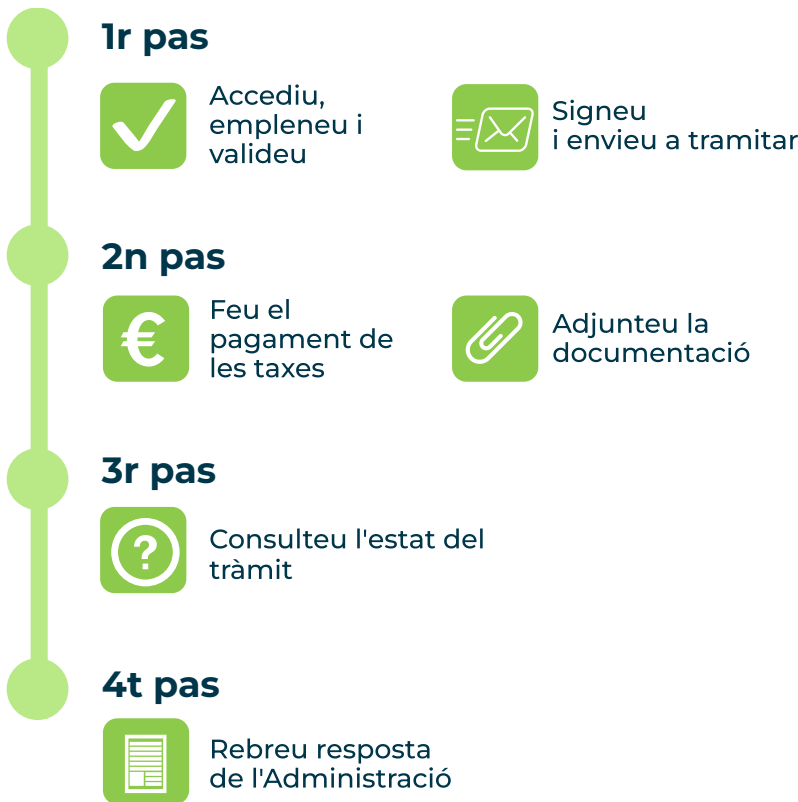 1r pas
Accediu,
empleneu i
valideu
Signeu
i envieu a tramitar
2n pas
€
Feu el
pagament de
les taxes
Adjunteu la
documentació
3r pas
?
Consulteu l'estat del
tràmit
4t pas
Rebreu resposta
de l'Administració